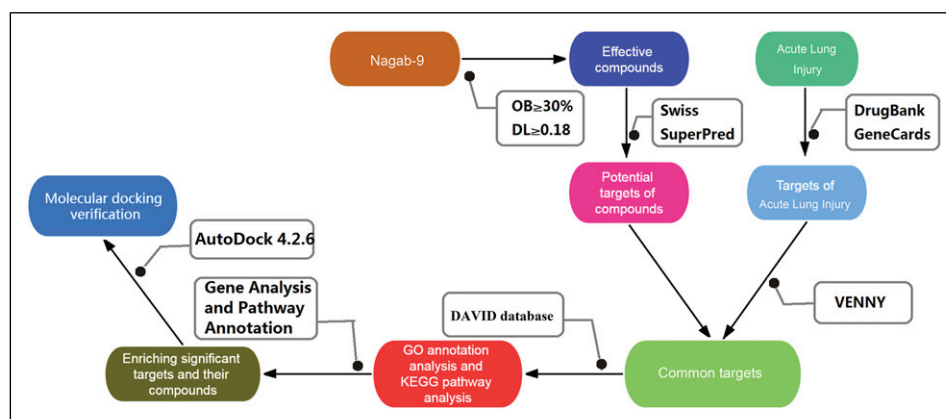 Nagab-9
Effective
compounds
Acute Lung
Injury
OB≥30%
DL≥0.18
Swiss
SuperPred
DrugBank
GeneCards
Molecular docking
verification
Potential
targets of
compounds
Targets of
Acute Lung Injury
AutoDock 4.2.6
Gene Analysis
and Pathway
Annotation
DAVID database
VENNY
Enriching significant
targets and their
compounds
GO annotation
analysis and
KEGG pathway
analysis
Common targets